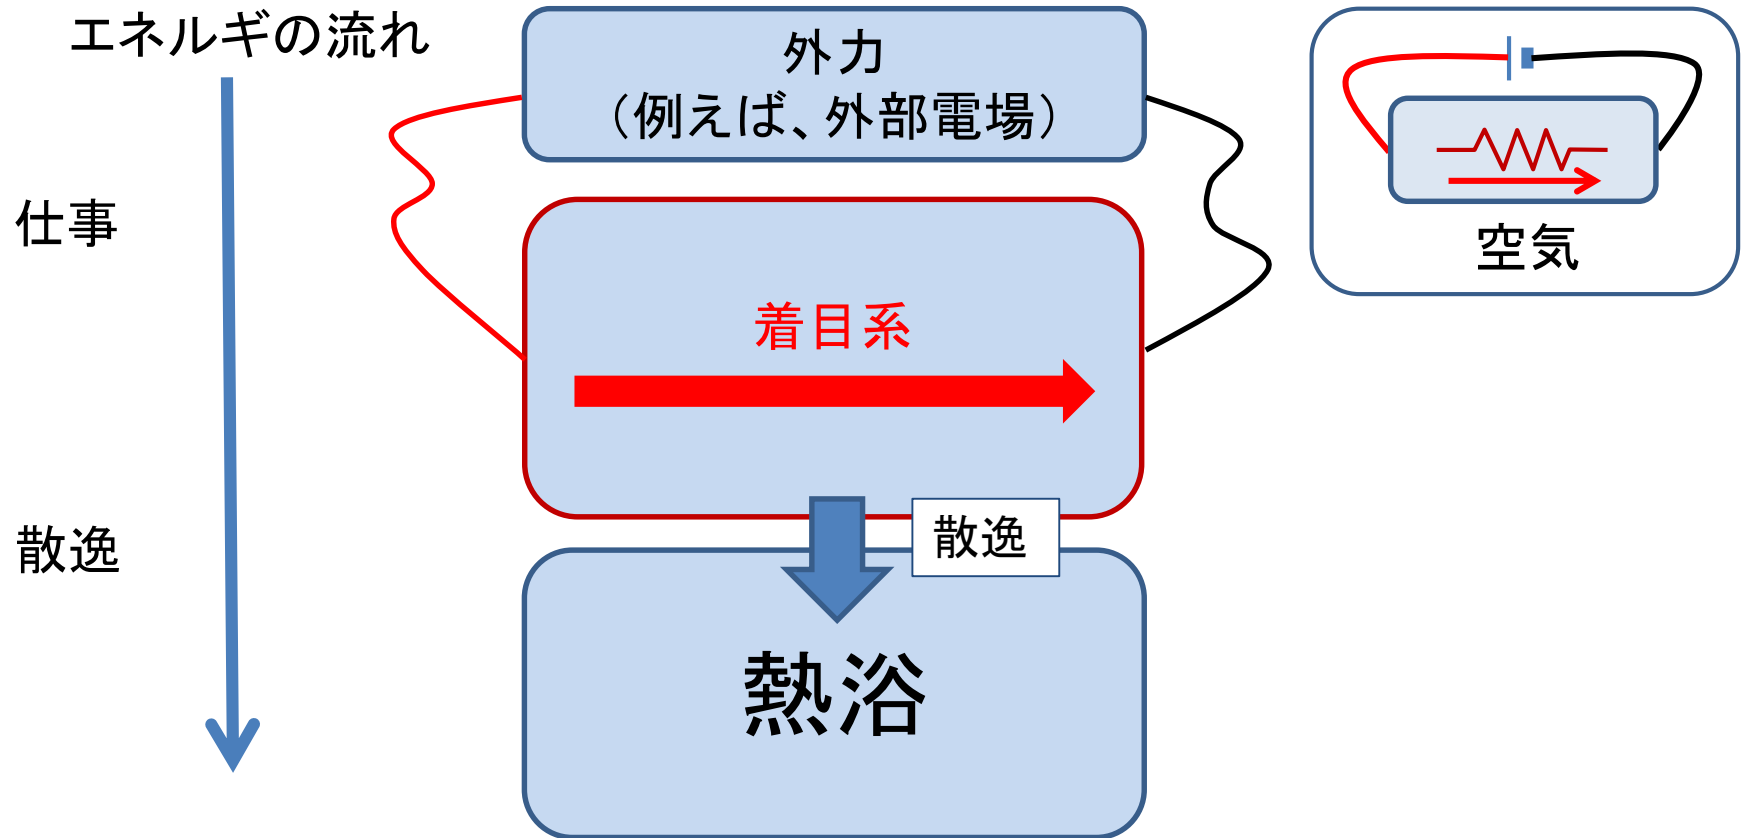 エネルギの流れ
外力
（例えば、外部電場）
仕事
空気
着目系
散逸
散逸
熱浴